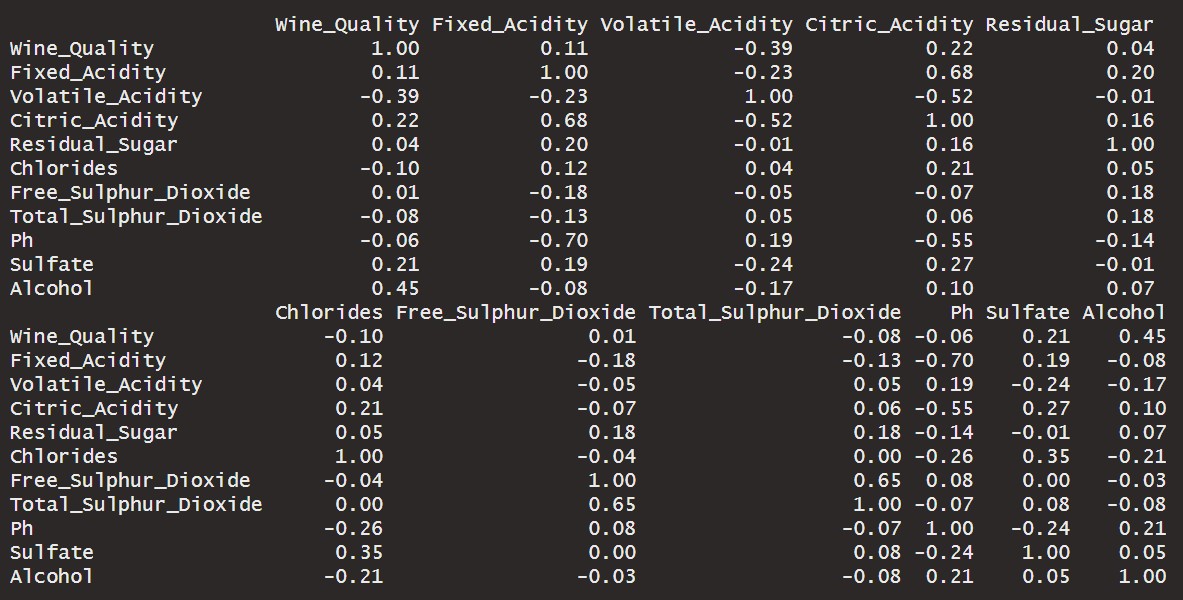 Wine_Quality Fixed_Acidity Volatile_Acidity Citric_Acidity Residual_Sugar
Wine_Quality 1.00 0.11 -0.39 0.22 0.04
Fixed_Acidity 0.11 1.00 -0.23 0.68 0.20
Volatile_Acidity -0.39 -0.23 1.00 -0.52 -0.01
Citric_Acidity 0.22 0.68 -0.52 1.00 0.16
Residual_Sugar 0.04 0.20 -0.01 0.16 1.00
Chlorides -0.10 0.12 0.04 0.21 0.05
Free_Sulphur_Dioxide 0.01 -0.18 -0.05 -0.07 0.18
Total_Sulphur_Dioxide -0.08 -0.13 0.05 0.06 0.18
Ph -0.06 -0.70 0.19 -0.55 -0.14
Sulfate 0.21 0.19 -0.24 0.27 -0.01
Alcohol 0.45 -0.08 -0.17 0.10 0.07
Chlorides Free_Sulphur_Dioxide Total_Sulphur_Dioxide Ph Sulfate Alcohol
Wine_Quality -0.10 0.01 -0.08 -0.06 0.21 0.45
Fixed_Acidity 0.12 -0.18 -0.13 -0.70 0.19 -0.08
Volatile_Acidity 0.04 -0.05 0.05 0.19 -0.24 -0.17
Citric_Acidity 0.21 -0.07 0.06 -0.55 0.27 0.10
Residual_Sugar 0.05 0.18 0.18 -0.14 -0.01 0.07
Chlorides 1.00 -0.04 0.00 -0.26 0.35 -0.21
Free_Sulphur_Dioxide -0.04 1.00 0.65 0.08 0.00 -0.03
Total_Sulphur_Dioxide 0.00 0.65 1.00 -0.07 0.08 -0.08
Ph -0.26 0.08 -0.07 1.00 -0.24 0.21
Sulfate 0.35 0.00 0.08 -0.24 1.00 0.05
Alcohol -0.21 -0.03 -0.08 0.21 0.05 1.00